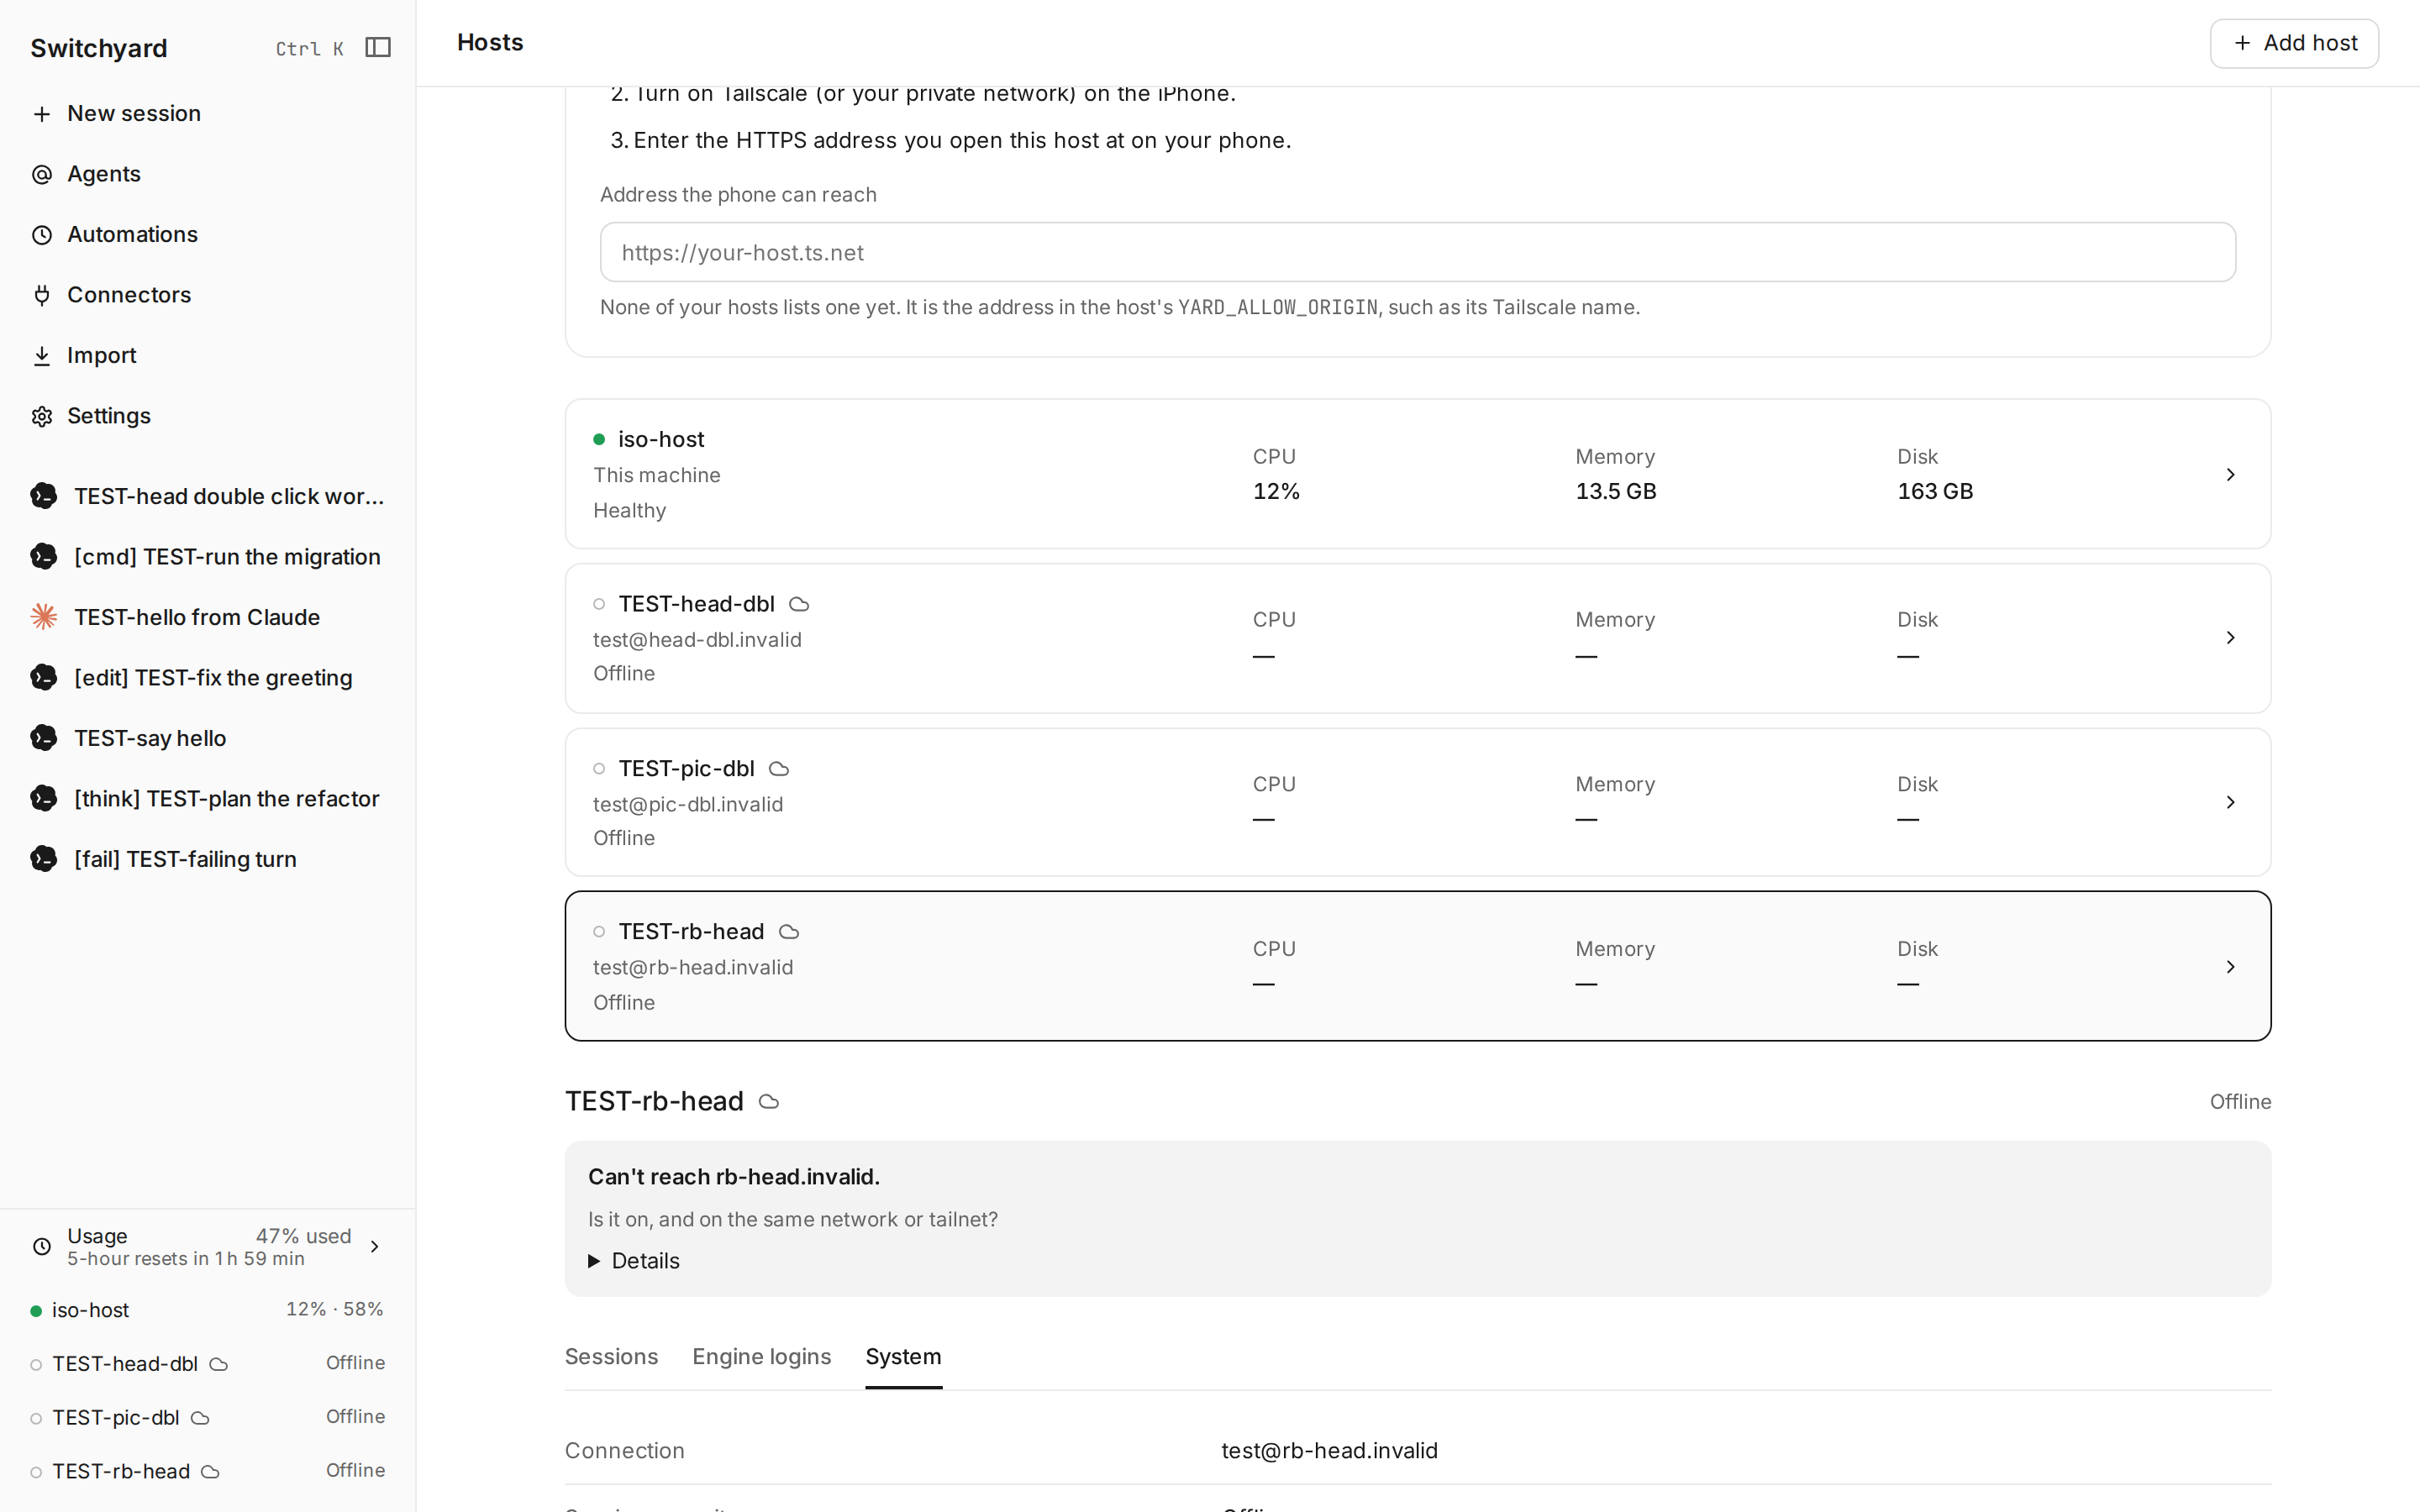 Switchyard
Ctrl K
New session
Agents
Automations
Connectors
Import
Settings
TEST-head double click wor...
[cmd] TEST-run the migration
TEST-hello from Claude
[edit] TEST-fix the greeting
TEST-say hello
[think] TEST-plan the refactor
[fail] TEST-failing turn
Usage 47% used
5-hour resets in 1 h 59 min
iso-host 12% · 58%
TEST-head-dbl Offline
TEST-pic-dbl Offline
TEST-rb-head Offline
Hosts
Add host
2. Turn on Tailscale (or your private network) on the iPhone.
3. Enter the HTTPS address you open this host at on your phone.
Address the phone can reach
https://your-host.ts.net
None of your hosts lists one yet. It is the address in the host's YARD_ALLOW_ORIGIN, such as its Tailscale name.
iso-host
This machine
Healthy
CPU
12%
Memory
13.5 GB
Disk
163 GB
TEST-head-dbl
test@head-dbl.invalid
Offline
CPU
—
Memory
—
Disk
—
TEST-pic-dbl
test@pic-dbl.invalid
Offline
CPU
—
Memory
—
Disk
—
TEST-rb-head
test@rb-head.invalid
Offline
CPU
—
Memory
—
Disk
—
TEST-rb-head
Offline
Can't reach rb-head.invalid.
Is it on, and on the same network or tailnet?
Details
Sessions Engine logins System
Connection test@rb-head.invalid